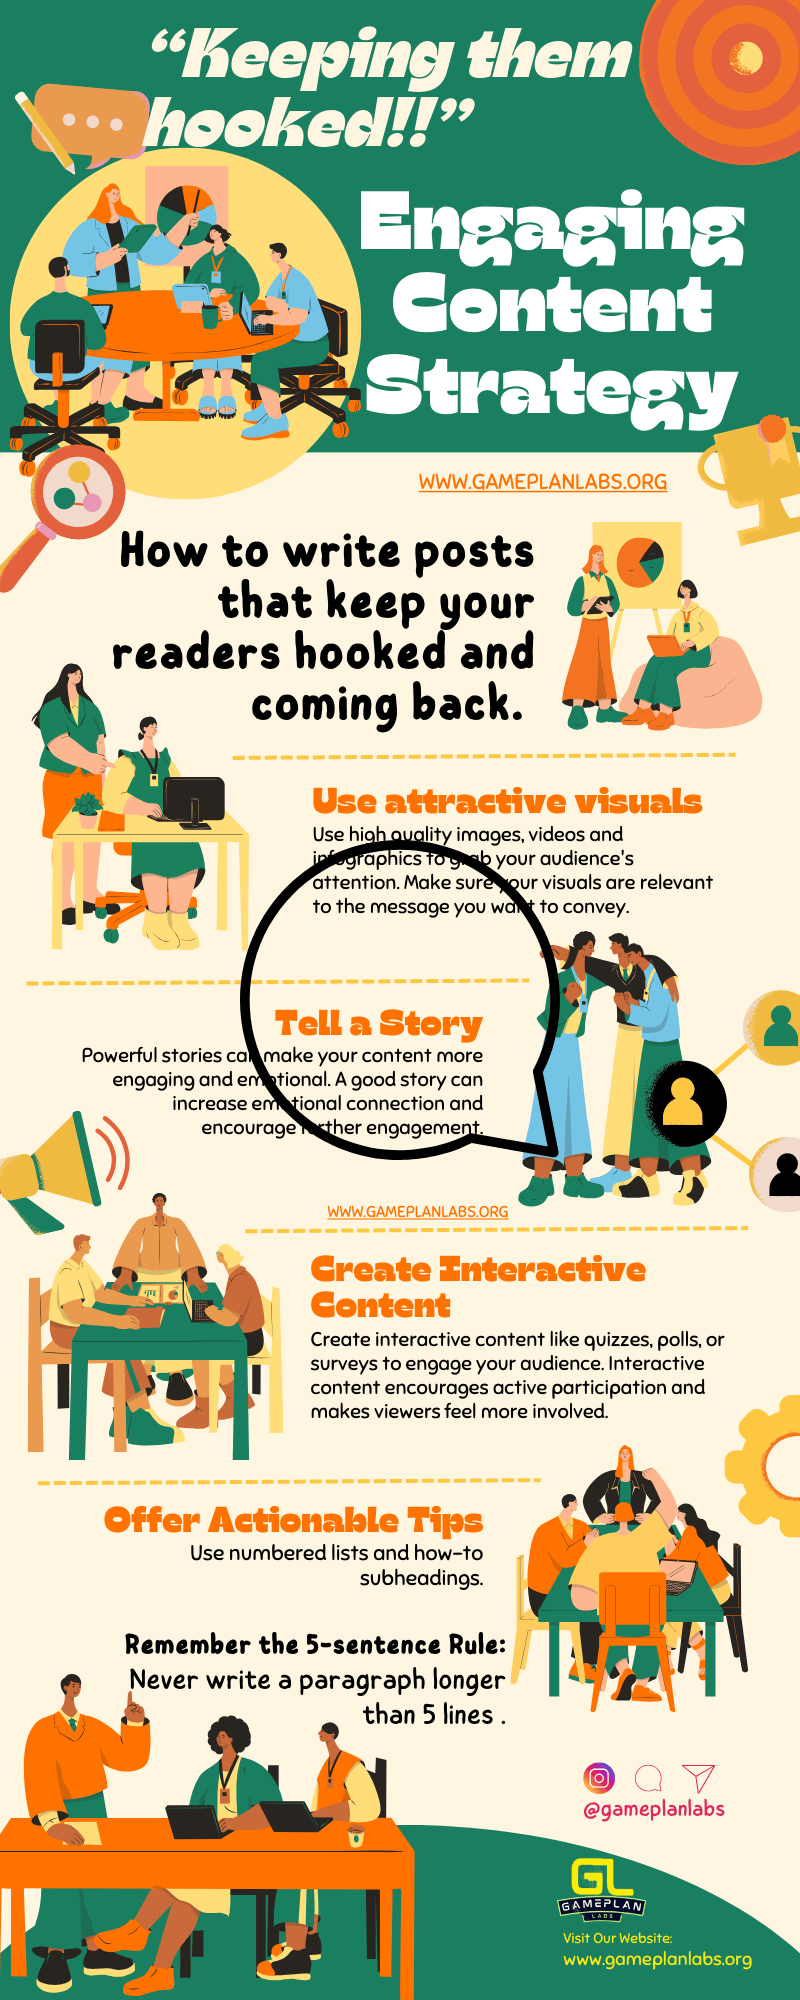 “Keeping them
hooked!!”
Engaging
Content
Strategy
WWW.GAMEPLANLABS.ORG
How to write posts
that keep your
readers hooked and
coming back.
Use attractive visuals
Use high quality images, videos and
infographics to grab your audience's
attention. Make sure your visuals are relevant
to the message you want to convey.
Tell a Story
Powerful stories can make your content more
engaging and emotional. A good story can
increase emotional connection and
encourage further engagement.
WWW.GAMEPLANLABS.ORG
Create Interactive
Content
Create interactive content like quizzes, polls, or
surveys to engage your audience. Interactive
content encourages active participation and
makes viewers feel more involved.
Offer Actionable Tips
Use numbered lists and how-to
subheadings.
Remember the 5-sentence Rule:
Never write a paragraph longer
than 5 lines .
@gameplanlabs
GL
GAMEPLAN
LABS
Visit Our Website:
www.gameplanlabs.org